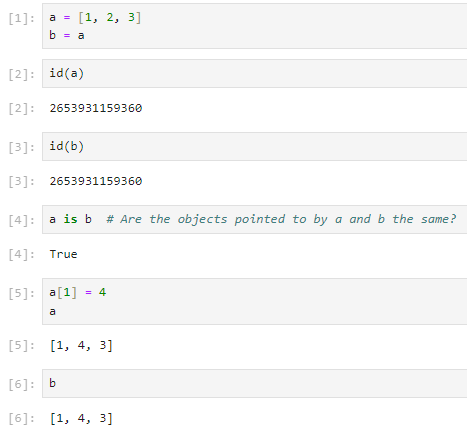 [1]: a = [1, 2, 3]
b = a
[2]: id(a)
[2]: 2653931159360
[3]: id(b)
[3]: 2653931159360
[4]: a is b  # Are the objects pointed to by a and b the same?
[4]: True
[5]: a[1] = 4
a
[5]: [1, 4, 3]
[6]: b
[6]: [1, 4, 3]